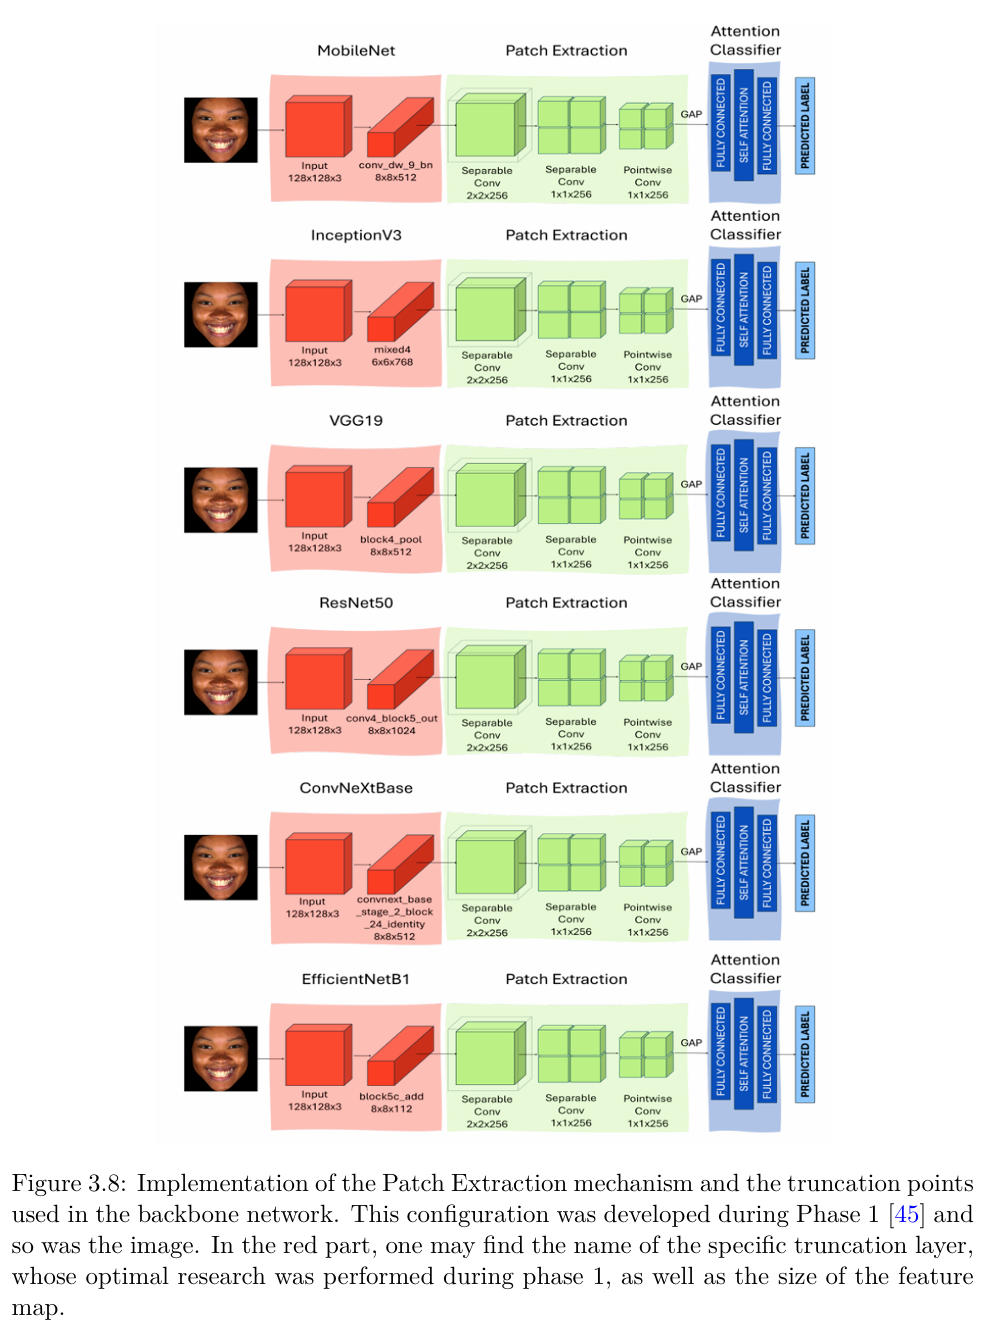 MobileNet
Patch Extraction
Attention
Classifier
Input
128x128x3
conv_dw_9_bn
8x8x512
Separable
Conv
2x2x256
Separable
Conv
1x1x256
Pointwise
Conv
1x1x256
GAP
FULLY CONNECTED
SELF ATTENTION
FULLY CONNECTED
PREDICTED LABEL
InceptionV3
Patch Extraction
Attention
Classifier
Input
128x128x3
mixed4
6x6x768
Separable
Conv
2x2x256
Separable
Conv
1x1x256
Pointwise
Conv
1x1x256
GAP
FULLY CONNECTED
SELF ATTENTION
FULLY CONNECTED
PREDICTED LABEL
VGG19
Patch Extraction
Attention
Classifier
Input
128x128x3
block4_pool
8x8x512
Separable
Conv
2x2x256
Separable
Conv
1x1x256
Pointwise
Conv
1x1x256
GAP
FULLY CONNECTED
SELF ATTENTION
FULLY CONNECTED
PREDICTED LABEL
ResNet50
Patch Extraction
Attention
Classifier
Input
128x128x3
conv4_block5_out
8x8x1024
Separable
Conv
2x2x256
Separable
Conv
1x1x256
Pointwise
Conv
1x1x256
GAP
FULLY CONNECTED
SELF ATTENTION
FULLY CONNECTED
PREDICTED LABEL
ConvNeXtBase
Patch Extraction
Attention
Classifier
Input
128x128x3
convnext_base
_stage_2_block
_24_identity
8x8x512
Separable
Conv
2x2x256
Separable
Conv
1x1x256
Pointwise
Conv
1x1x256
GAP
FULLY CONNECTED
SELF ATTENTION
FULLY CONNECTED
PREDICTED LABEL
EfficientNetB1
Patch Extraction
Attention
Classifier
Input
128x128x3
block5c_add
8x8x112
Separable
Conv
2x2x256
Separable
Conv
1x1x256
Pointwise
Conv
1x1x256
GAP
FULLY CONNECTED
SELF ATTENTION
FULLY CONNECTED
PREDICTED LABEL
Figure 3.8: Implementation of the Patch Extraction mechanism and the truncation points
used in the backbone network. This configuration was developed during Phase 1 [45] and
so was the image. In the red part, one may find the name of the specific truncation layer,
whose optimal research was performed during phase 1, as well as the size of the feature
map.